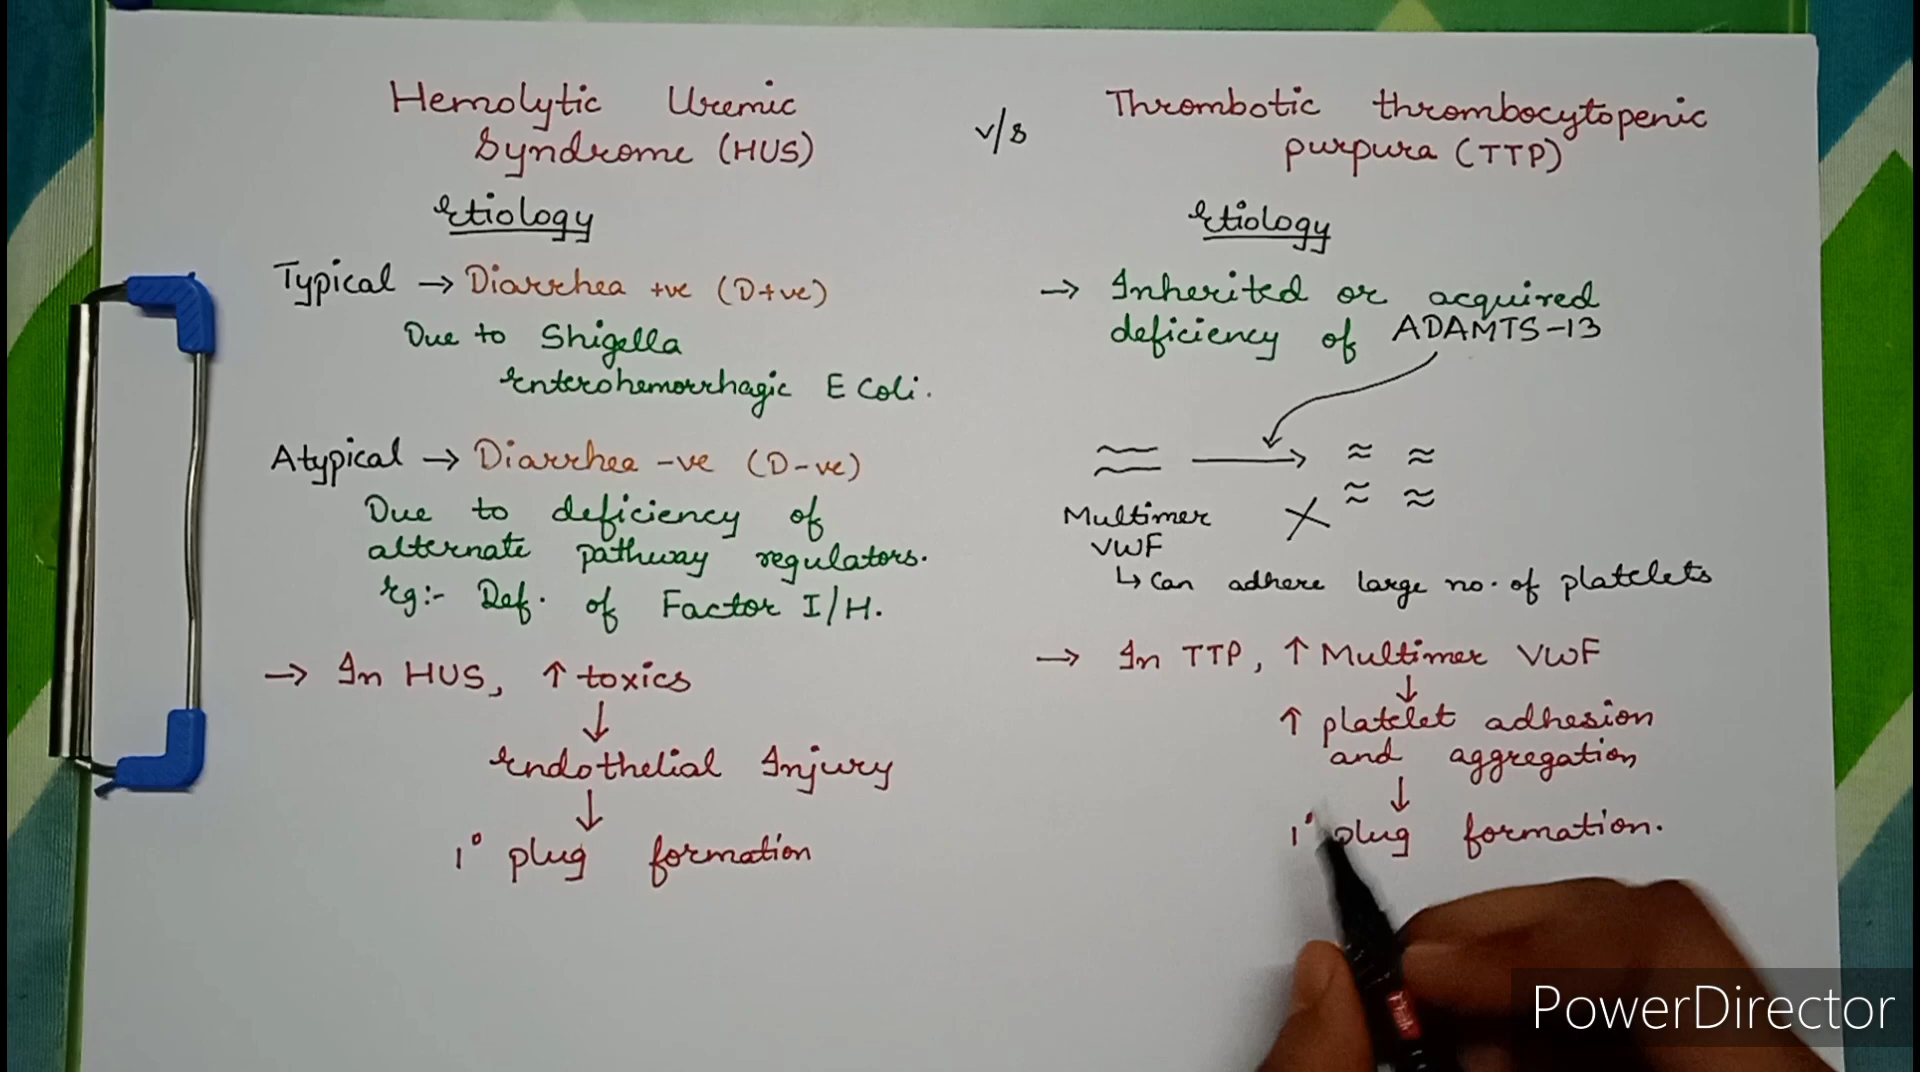 Hemolytic Uremic
Syndrome (HUS)
Etiology
Typical → Diarrhea +ve (D+ve)
Due to Shigella
Enterohemorrhagic E Coli.
Atypical → Diarrhea -ve (D-ve)
Due to deficiency of
alternate pathway regulators.
Eg:- Def. of Factor I/H.
→ In HUS, ↑ toxics
↓
Endothelial Injury
↓
1° plug formation
v/s
Thrombotic thrombocytopenic
purpura (TTP)
Etiology
→ Inherited or acquired
deficiency of ADAMTS-13
Multimer
VWF
↳ Can adhere large no. of platelets
→ In TTP, ↑ Multimer VWF
↓
↑ platelet adhesion
and aggregation
↓
1° plug formation.
PowerDirector